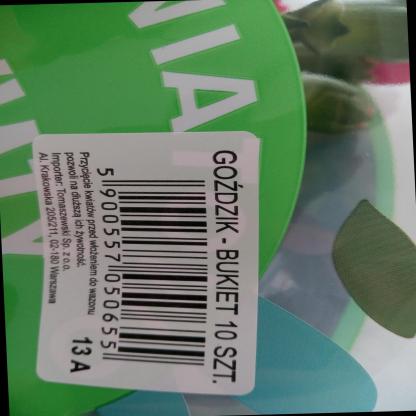 GOŹDZIK - BUKIET 10 SZT.
5 900557 050655
13 A
Przycięcie kwiatów przed włożeniem do wazonu
pozwoli na dłuższą ich żywotność.
Importer: Tomaszewski Sp. z o.o.
Al. Krakowska 205/211, 02-180 Warszawa